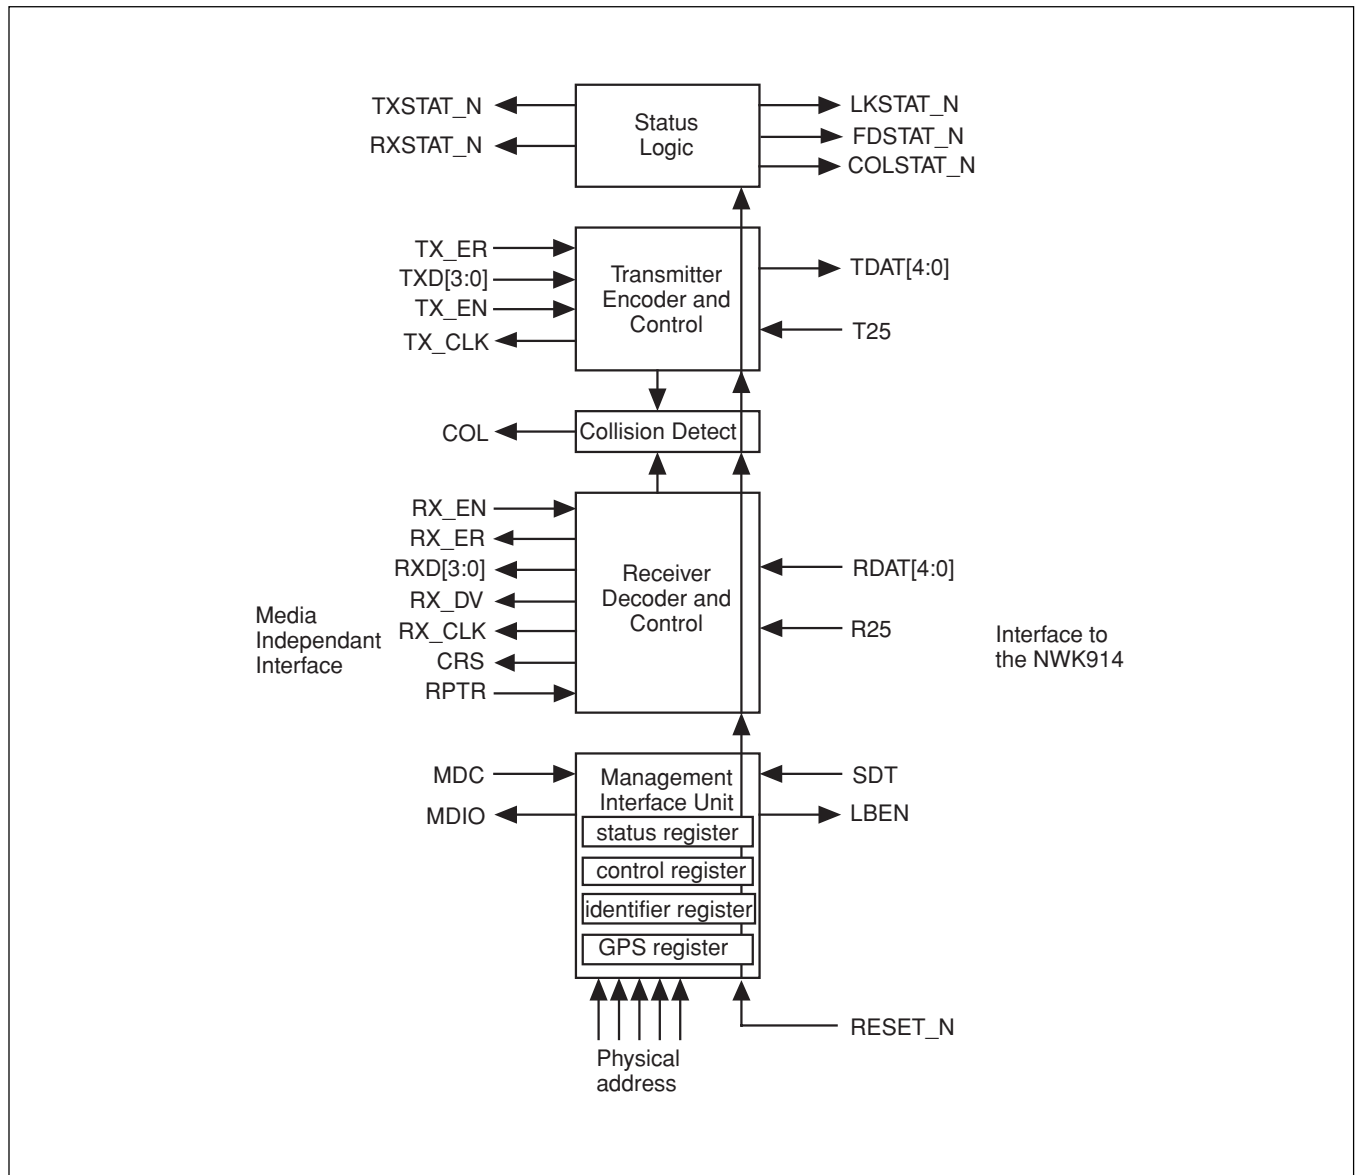 TXSTAT_N
RXSTAT_N
Status
Logic
LKSTAT_N
FDSTAT_N
COLSTAT_N
TX_ER
TXD[3:0]
TX_EN
TX_CLK
Transmitter
Encoder and
Control
TDAT[4:0]
T25
COL
Collision Detect
RX_EN
RX_ER
RXD[3:0]
RX_DV
RX_CLK
CRS
RPTR
Receiver
Decoder and
Control
RDAT[4:0]
R25
Media
Independant
Interface
Interface to
the NWK914
MDC
MDIO
Management
Interface Unit
status register
control register
identifier register
GPS register
SDT
LBEN
RESET_N
Physical
address